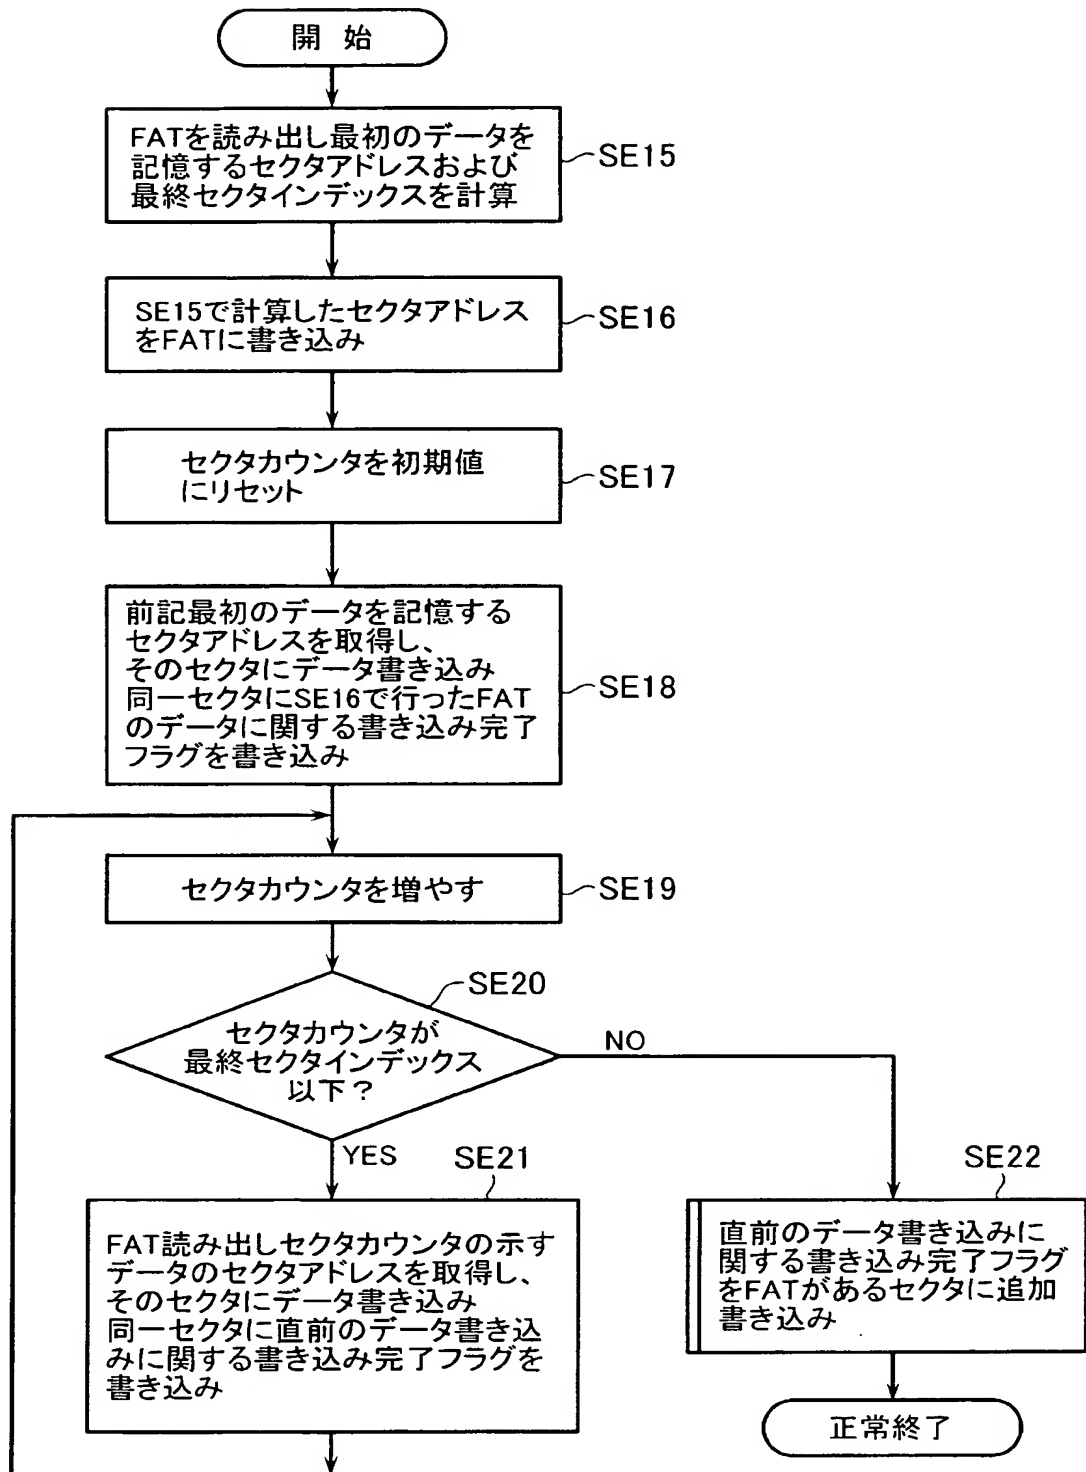 開 始
FATを読み出し最初のデータを
記憶するセクタアドレスおよび
最終セクタインデックスを計算
SE15
SE15で計算したセクタアドレス
をFATに書き込み
SE16
セクタカウンタを初期値
にリセット
SE17
前記最初のデータを記憶する
セクタアドレスを取得し、
そのセクタにデータ書き込み
同一セクタにSE16で行ったFAT
のデータに関する書き込み完了
フラグを書き込み
SE18
セクタカウンタを増やす
SE19
SE20
セクタカウンタが
最終セクタインデックス
以下？
NO
YES
SE21
FAT読み出しセクタカウンタの示す
データのセクタアドレスを取得し、
そのセクタにデータ書き込み
同一セクタに直前のデータ書き込
みに関する書き込み完了フラグを
書き込み
SE22
直前のデータ書き込みに
関する書き込み完了フラグ
をFATがあるセクタに追加
書き込み
正常終了